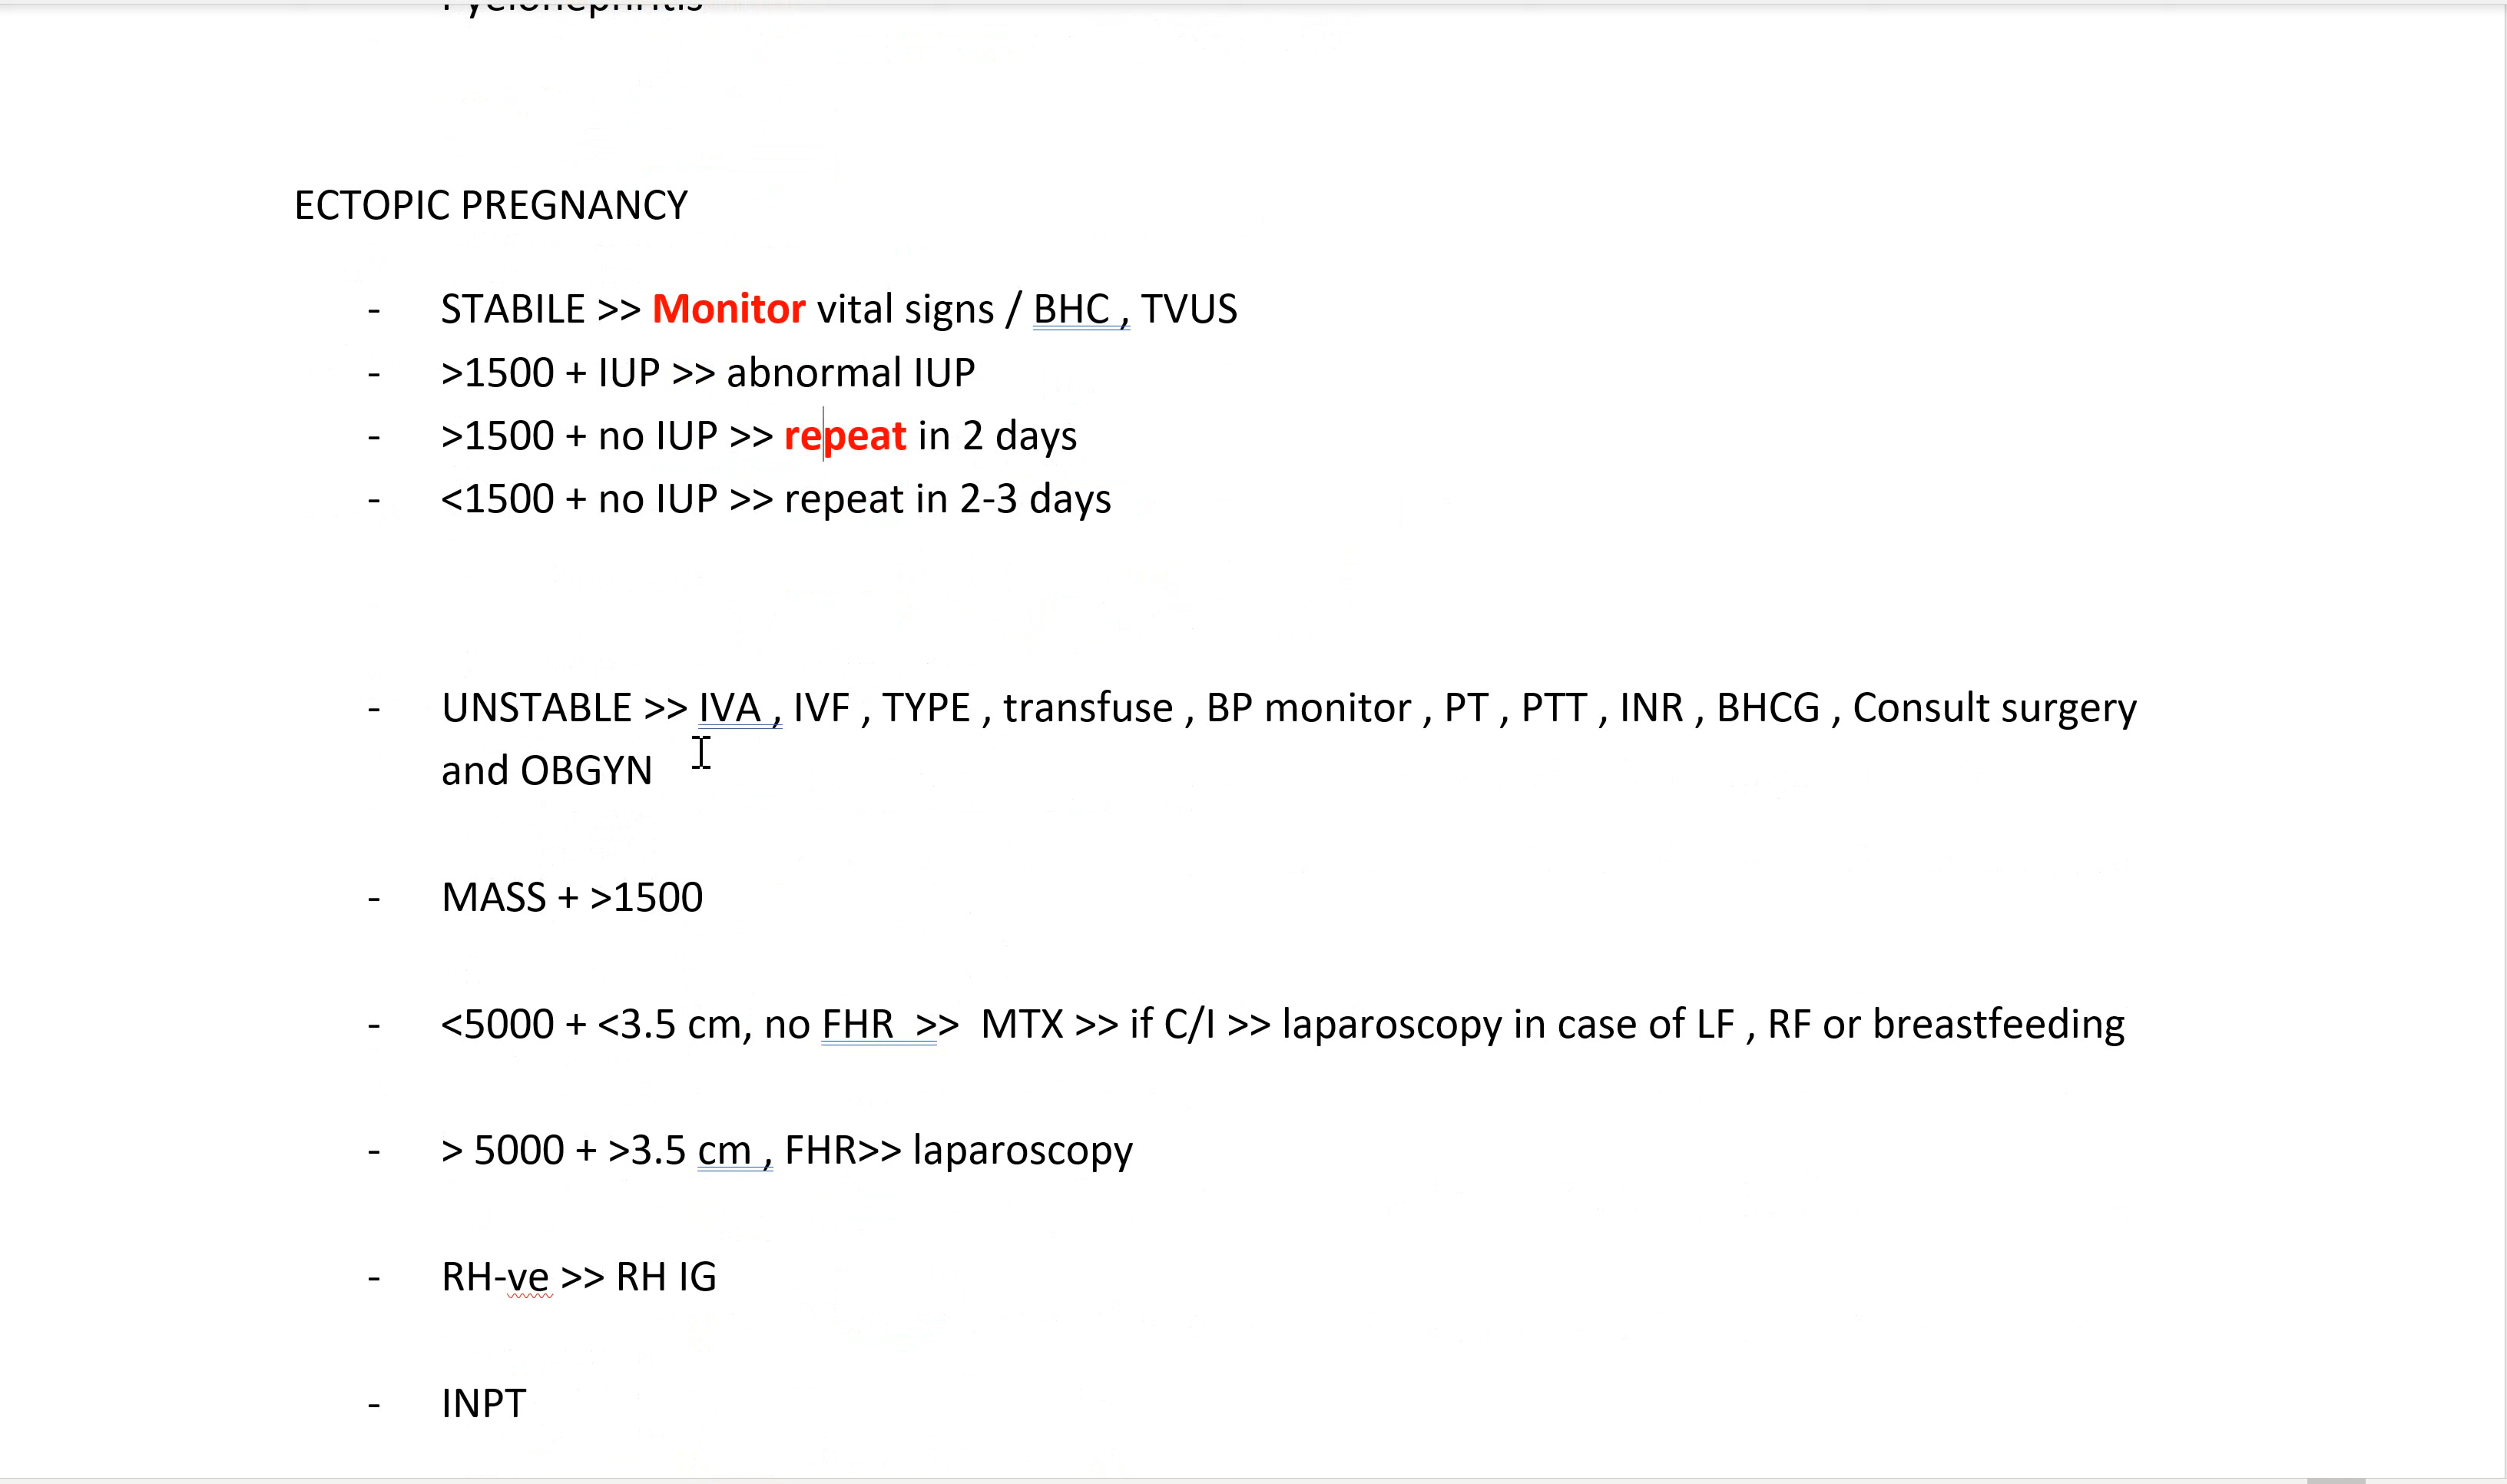 Pyelonephritis
ECTOPIC PREGNANCY
- STABILE >> Monitor vital signs / BHC , TVUS
- >1500 + IUP >> abnormal IUP
- >1500 + no IUP >> repeat in 2 days
- <1500 + no IUP >> repeat in 2-3 days
- UNSTABLE >> IVA , IVF , TYPE , transfuse , BP monitor , PT , PTT , INR , BHCG , Consult surgery
and OBGYN
- MASS + >1500
- <5000 + <3.5 cm, no FHR >> MTX >> if C/I >> laparoscopy in case of LF , RF or breastfeeding
- > 5000 + >3.5 cm , FHR>> laparoscopy
- RH-ve >> RH IG
- INPT